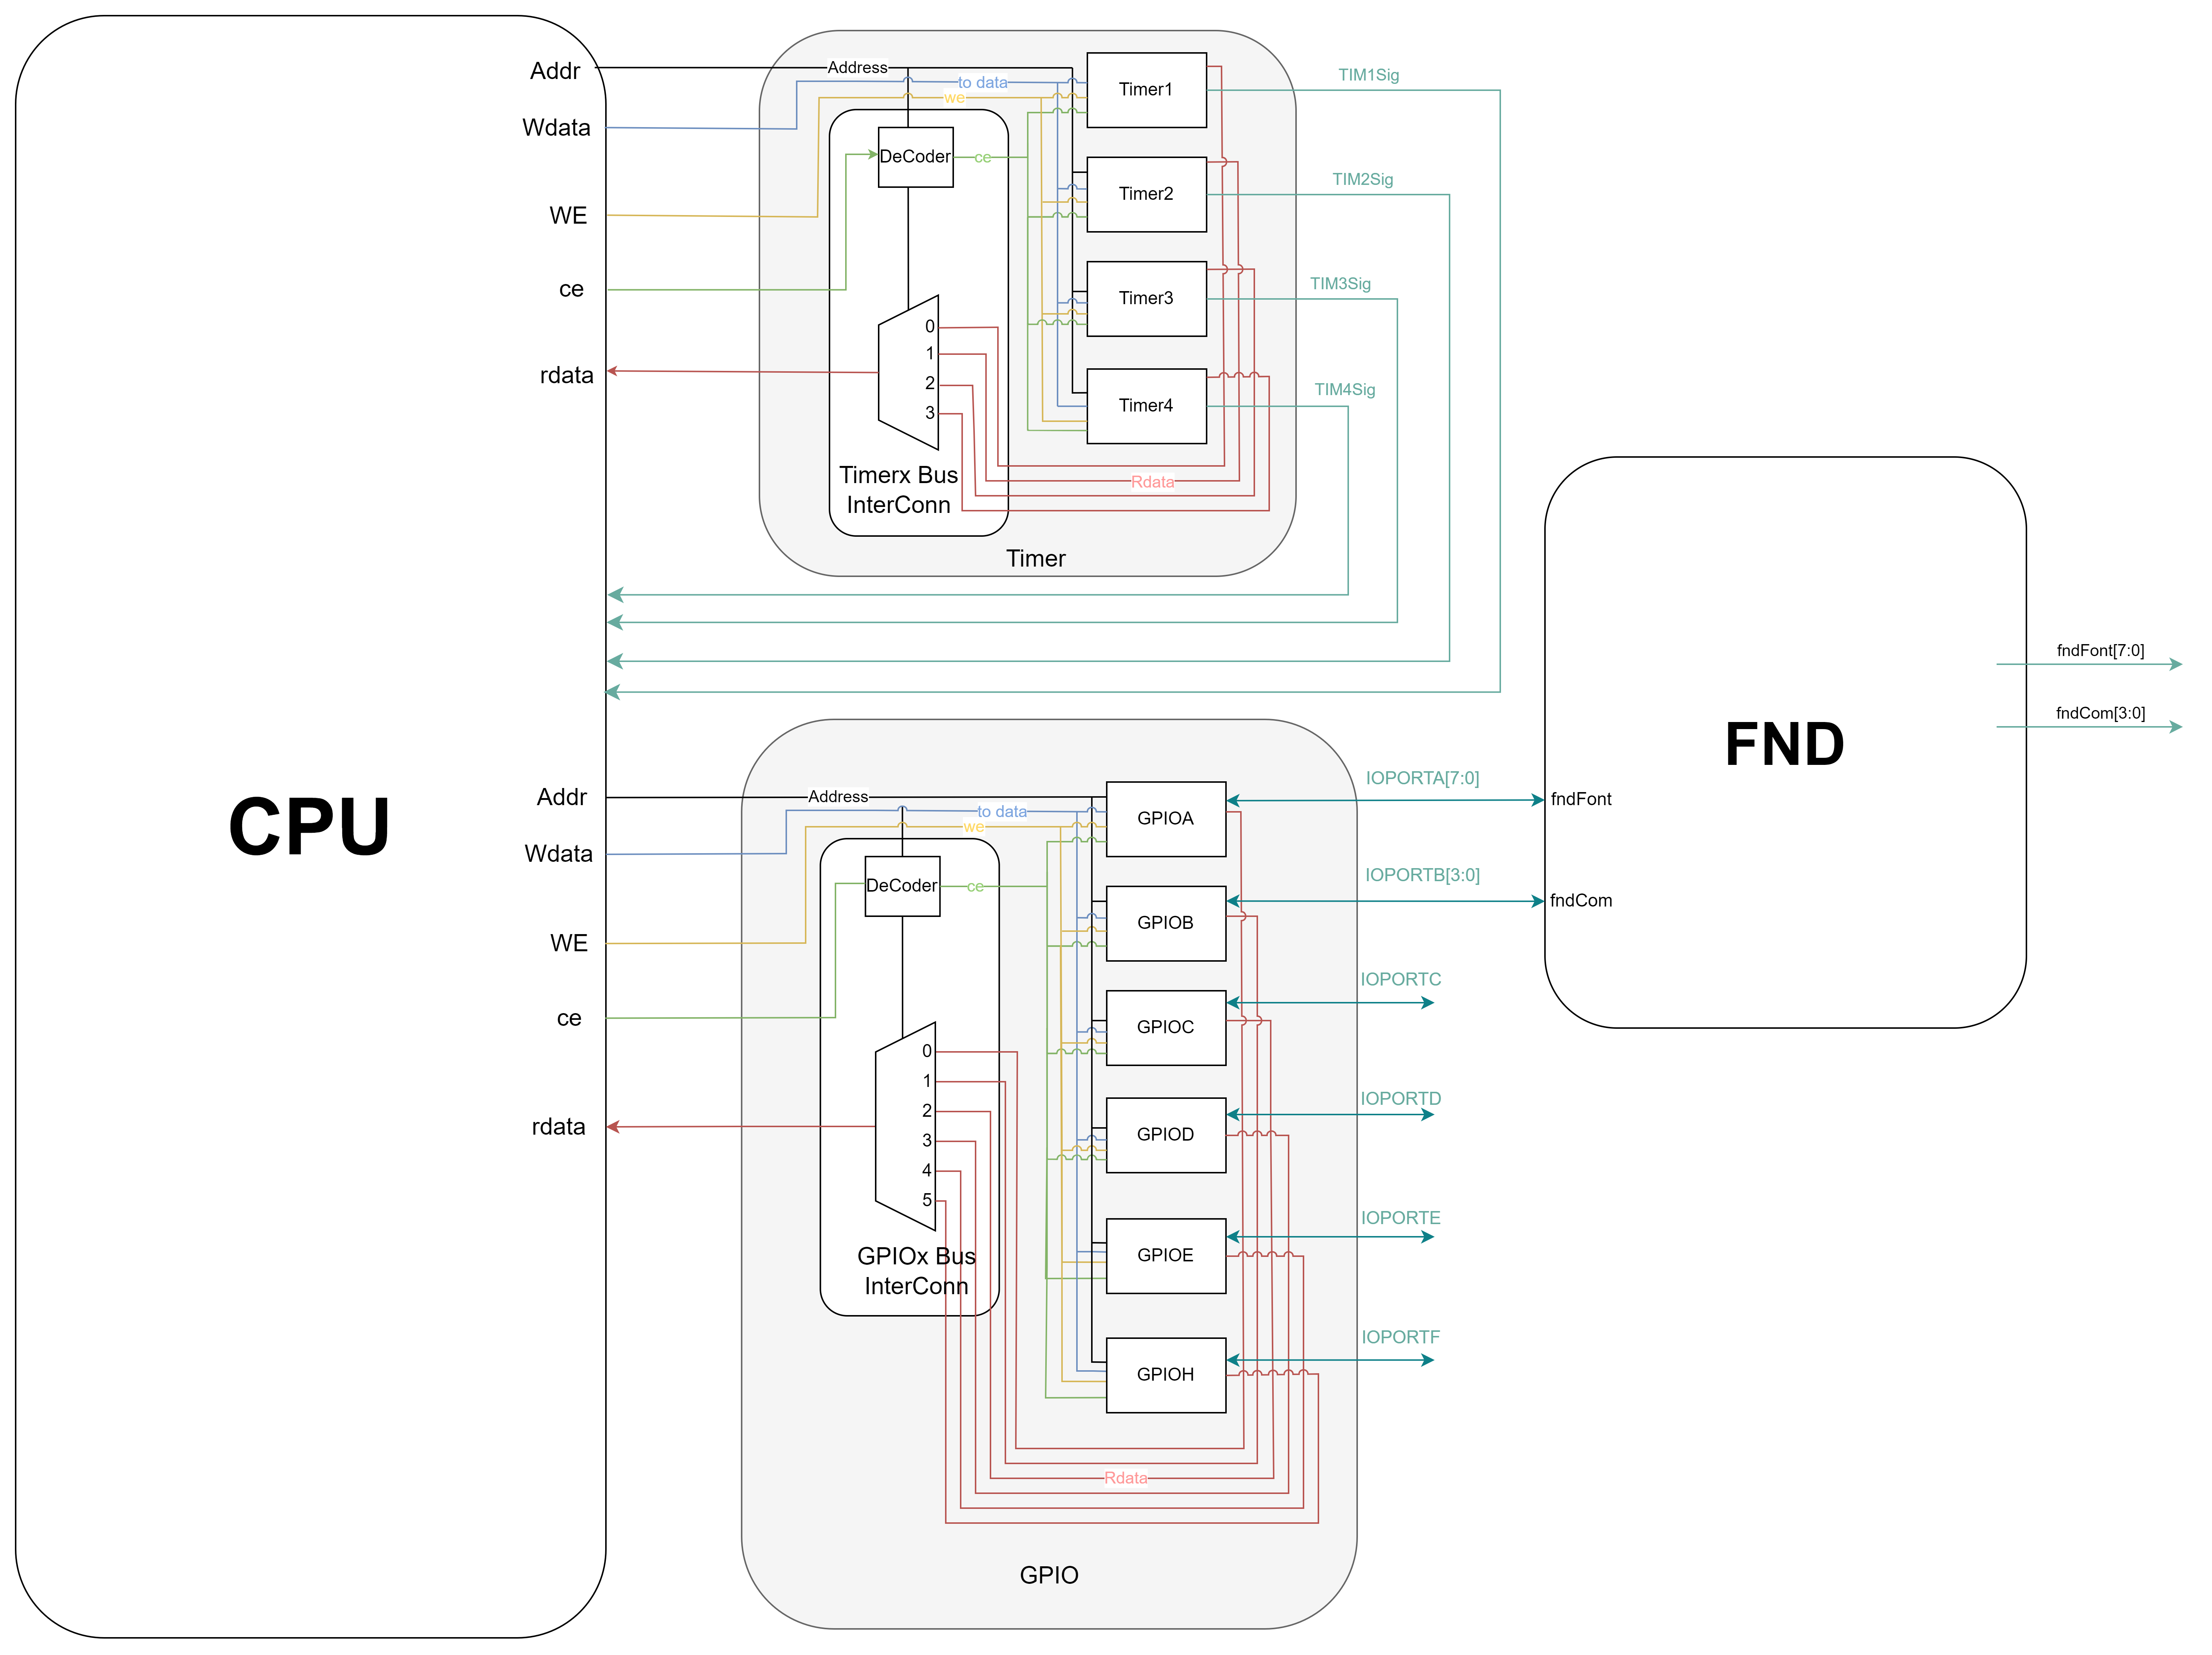 CPU
Addr
Wdata
WE
ce
rdata
Address
to data
we
DeCoder
ce
0
1
2
3
Timerx Bus
InterConn
Timer1
Timer2
Timer3
Timer4
Rdata
Timer
TIM1Sig
TIM2Sig
TIM3Sig
TIM4Sig
Addr
Wdata
WE
ce
rdata
Address
to data
we
DeCoder
ce
0
1
2
3
4
5
GPIOx Bus
InterConn
GPIOA
GPIOB
GPIOC
GPIOD
GPIOE
GPIOH
Rdata
GPIO
IOPORTA[7:0]
IOPORTB[3:0]
IOPORTC
IOPORTD
IOPORTE
IOPORTF
FND
fndFont
fndCom
fndFont[7:0]
fndCom[3:0]